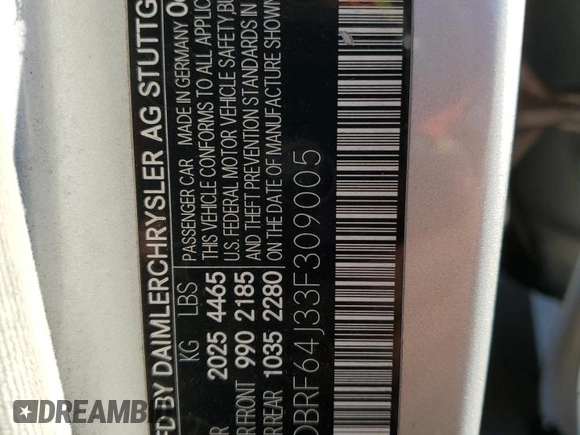 ED BY DAIMLERCHRYSLER AG STUTTG
KG LBS PASSENGER CAR MADE IN GERMANY
2025 4465 THIS VEHICLE CONFORMS TO ALL APPLIC
FRONT 990 2185 U.S. FEDERAL MOTOR VEHICLE SAFETY BU
AND THEFT PREVENTION STANDARDS IN
REAR 1035 2280 ON THE DATE OF MANUFACTURE SHOWN
DBRF64J33F309005
DREAMBI